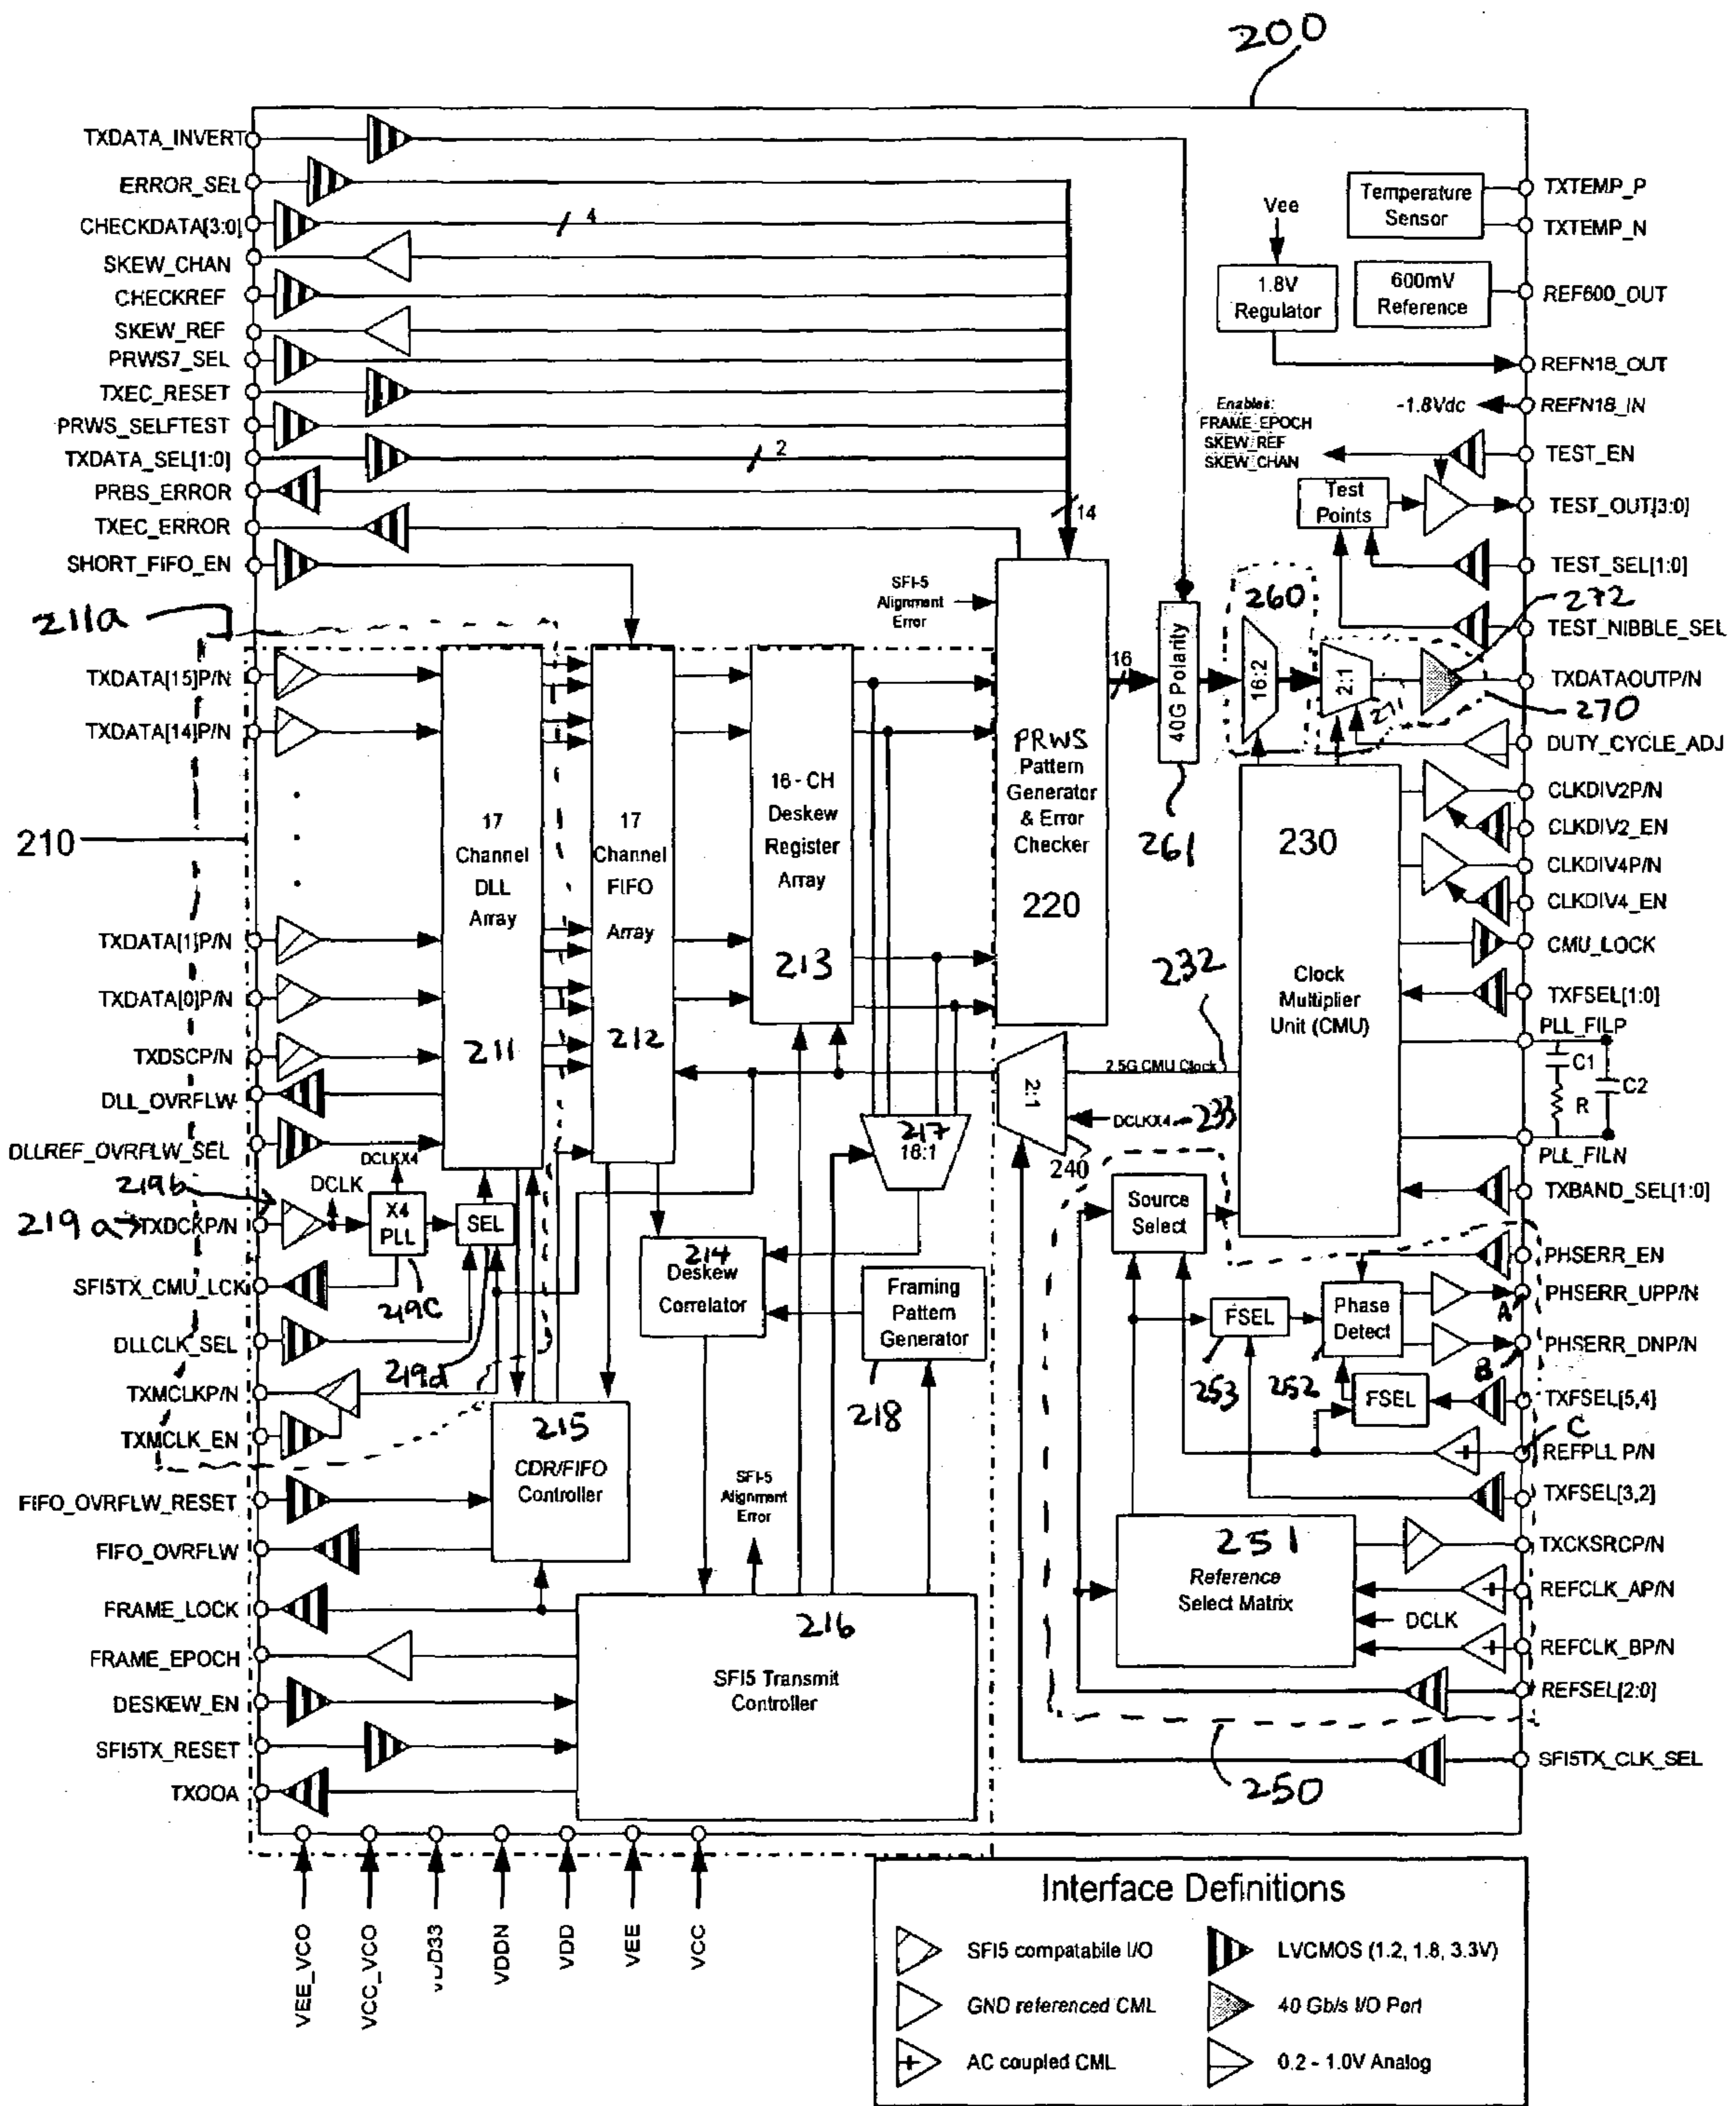 200
TXDATA_INVERT
ERROR_SEL
CHECKDATA[3:0]
4
SKEW_CHAN
CHECKREF
SKEW_REF
PRWS7_SEL
TXEC_RESET
PRWS_SELFTEST
TXDATA_SEL[1:0]
2
PRBS_ERROR
TXEC_ERROR
14
SHORT_FIFO_EN
Temperature
Sensor
TXTEMP_P
TXTEMP_N
Vee
1.8V
Regulator
600mV
Reference
REF600_OUT
REFN18_OUT
-1.8Vdc
REFN18_IN
Enables:
FRAME_EPOCH
SKEW_REF
SKEW_CHAN
TEST_EN
Test
Points
TEST_OUT[3:0]
TEST_SEL[1:0]
272
TEST_NIBBLE_SEL
211a
SFI-5
Alignment
Error
260
TXDATA[15]P/N
TXDATA[14]P/N
16
40G Polarity
16:2
2:1
271
TXDATAOUTP/N
270
DUTY_CYCLE_ADJ
210
17
Channel
DLL
Array
211
17
Channel
FIFO
Array
212
16 - CH
Deskew
Register
Array
213
PRWS
Pattern
Generator
& Error
Checker
220
261
230
Clock
Multiplier
Unit (CMU)
CLKDIV2P/N
CLKDIV2_EN
CLKDIV4P/N
CLKDIV4_EN
CMU_LOCK
TXFSEL[1:0]
PLL_FILP
C1
R
C2
PLL_FILN
TXBAND_SEL[1:0]
TXDATA[1]P/N
TXDATA[0]P/N
TXDSCP/N
DLL_OVRFLW
DLLREF_OVRFLW_SEL
232
2.5G CMU Clock
2:1
DCLKX4
233
240
217
16:1
219b
219a
TXDCKP/N
DCLK
DCLKX4
X4
PLL
SEL
SFI5TX_CMU_LCK
219c
DLLCLK_SEL
219d
TXMCLKP/N
TXMCLK_EN
214
Deskew
Correlator
Framing
Pattern
Generator
218
Source
Select
PHSERR_EN
FSEL
253
Phase
Detect
252
A
PHSERR_UPP/N
B
PHSERR_DNP/N
FSEL
TXFSEL[5,4]
C
REFPLL P/N
TXFSEL[3,2]
215
CDR/FIFO
Controller
FIFO_OVRFLW_RESET
FIFO_OVRFLW
SFI-5
Alignment
Error
251
Reference
Select Matrix
TXCKSRCP/N
REFCLK_AP/N
DCLK
REFCLK_BP/N
REFSEL[2:0]
FRAME_LOCK
FRAME_EPOCH
DESKEW_EN
SFI5TX_RESET
TXOOA
216
SFI5 Transmit
Controller
250
SFI5TX_CLK_SEL
VEE_VCO
VCC_VCO
VDD33
VDDN
VDD
VEE
VCC
Interface Definitions
SFI5 compatabile I/O
LVCMOS (1.2, 1.8, 3.3V)
GND referenced CML
40 Gb/s I/O Port
AC coupled CML
0.2 - 1.0V Analog